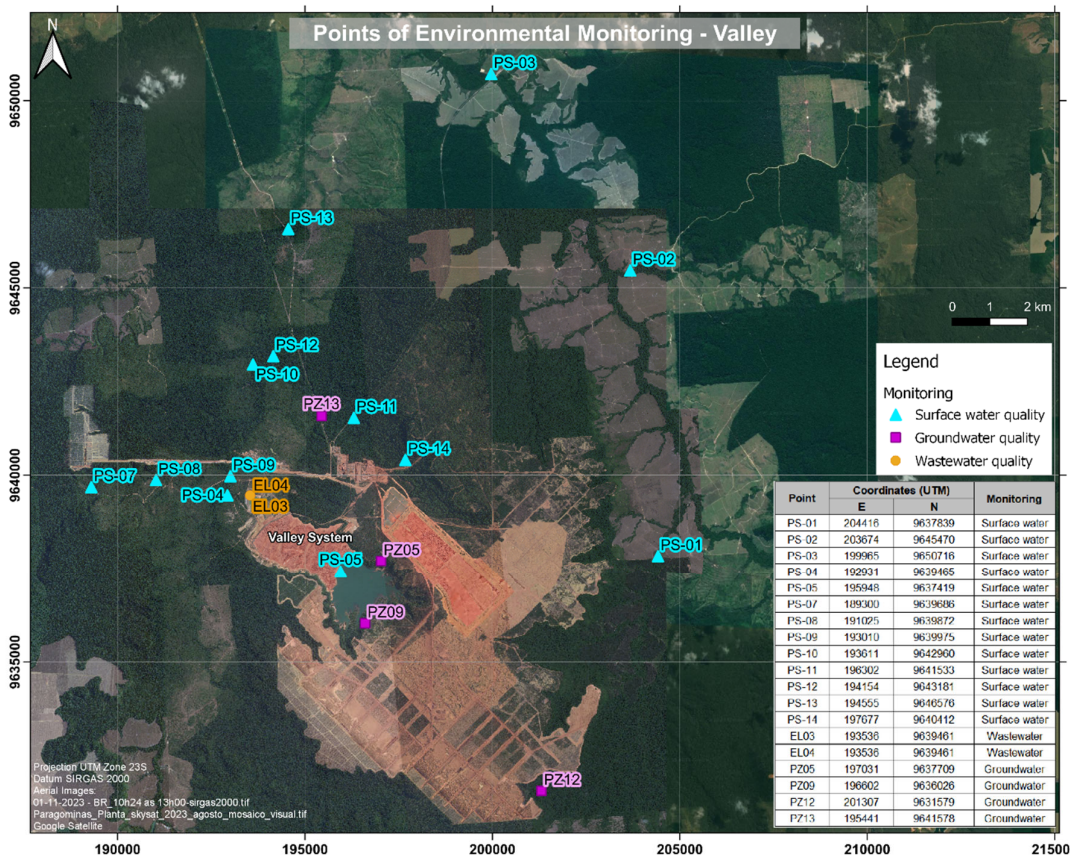 Points of Environmental Monitoring - Valley
N
PS-03
PS-13
PS-02
PS-12
PS-10
PZ13
PS-11
PS-14
PS-07
PS-08
PS-09
PS-04
EL04
EL03
Valley System
PS-05
PZ05
PZ09
PS-01
PZ12
0 1 2 km
Legend
Monitoring
Surface water quality
Groundwater quality
Wastewater quality
Point Coordinates (UTM) Monitoring
E N
PS-01 204416 9637839 Surface water
PS-02 203674 9645470 Surface water
PS-03 199965 9650716 Surface water
PS-04 192931 9639465 Surface water
PS-05 195948 9637419 Surface water
PS-07 189300 9639686 Surface water
PS-08 191025 9639872 Surface water
PS-09 193010 9639975 Surface water
PS-10 193611 9642960 Surface water
PS-11 196302 9641533 Surface water
PS-12 194154 9643181 Surface water
PS-13 194555 9646576 Surface water
PS-14 197677 9640412 Surface water
EL03 193536 9639461 Wastewater
EL04 193536 9639461 Wastewater
PZ05 197031 9637709 Groundwater
PZ09 196602 9636026 Groundwater
PZ12 201307 9631579 Groundwater
PZ13 195441 9641578 Groundwater
Projection UTM Zone 23S
Datum SIRGAS 2000
Aerial Images:
01-11-2023 - BR_10h24 as 13h00-sirgas2000.tif
Paragominas_Planta_skysat_2023_agosto_mosaico_visual.tif
Google Satellite
9650000
9645000
9640000
9635000
190000 195000 200000 205000 210000 21500